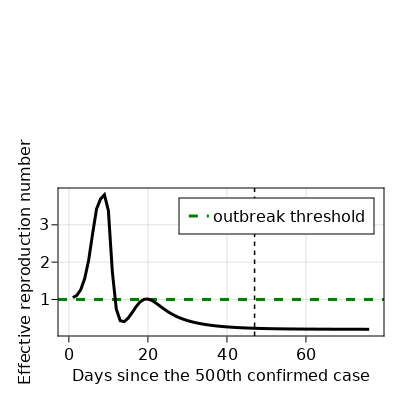 Effective reproduction number
3
2
1
outbreak threshold
0 20 40 60
Days since the 500th confirmed case